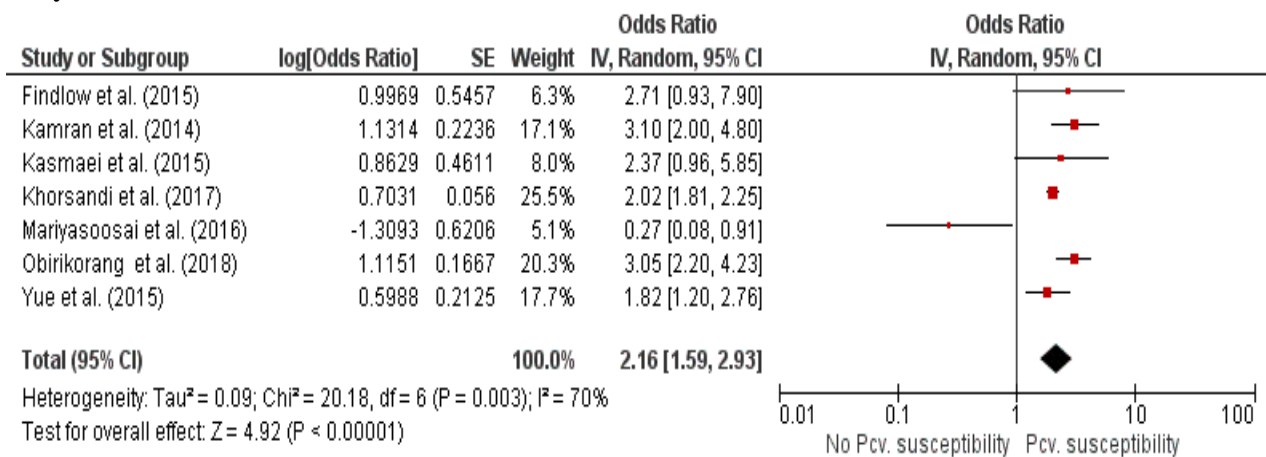 Odds Ratio Odds Ratio
Study or Subgroup log[Odds Ratio] SE Weight IV, Random, 95% CI IV, Random, 95% CI
Findlow et al. (2015) 0.9969 0.5457 6.3% 2.71 [0.93, 7.90]
Kamran et al. (2014) 1.1314 0.2236 17.1% 3.10 [2.00, 4.80]
Kasmaei et al. (2015) 0.8629 0.4611 8.0% 2.37 [0.96, 5.85]
Khorsandi et al. (2017) 0.7031 0.056 25.5% 2.02 [1.81, 2.25]
Mariyasoosai et al. (2016) -1.3093 0.6206 5.1% 0.27 [0.08, 0.91]
Obirikorang et al. (2018) 1.1151 0.1667 20.3% 3.05 [2.20, 4.23]
Yue et al. (2015) 0.5988 0.2125 17.7% 1.82 [1.20, 2.76]
Total (95% CI) 100.0% 2.16 [1.59, 2.93]
Heterogeneity: Tau² = 0.09; Chi² = 20.18, df = 6 (P = 0.003); I² = 70%
Test for overall effect: Z = 4.92 (P < 0.00001)
0.01 0.1 1 10 100
No Pcv. susceptibility Pcv. susceptibility